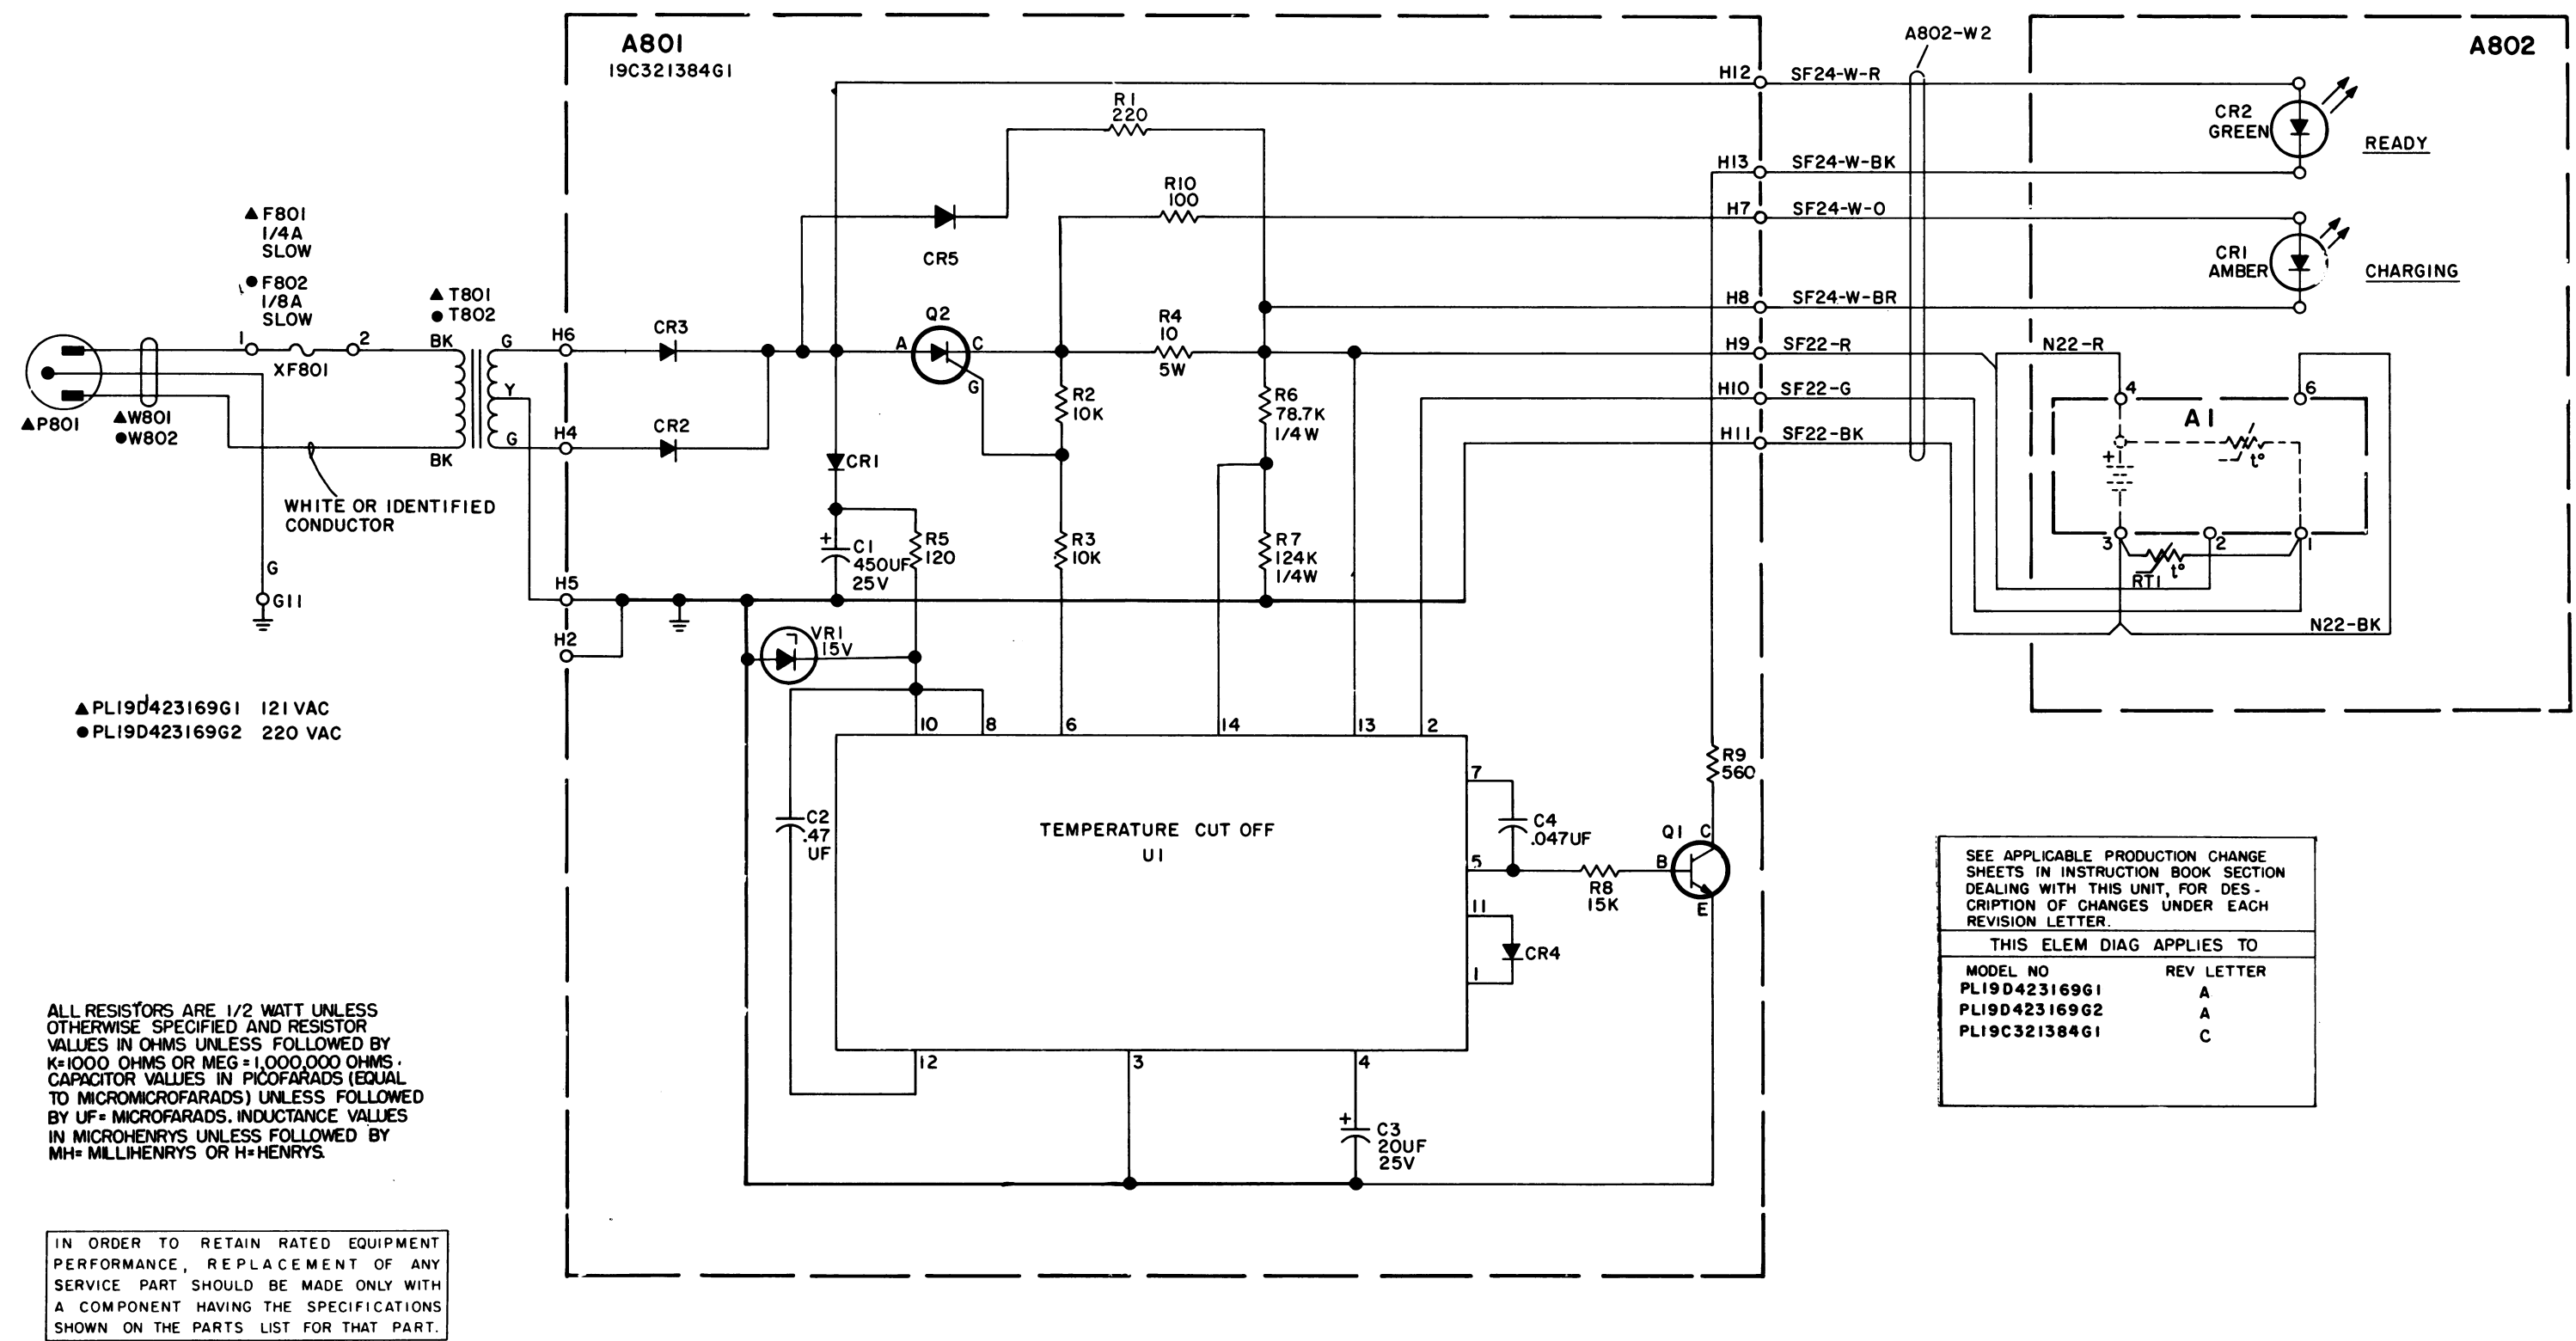 A801
19C321384G1
A802-W2
A802
H12
SF24-W-R
R1
220
CR2
GREEN
READY
H13
SF24-W-BK
R10
100
H7
SF24-W-O
CR5
CR1
AMBER
CHARGING
H8
SF24-W-BR
▲F801
1/4A
SLOW
●F802
1/8A
SLOW
1
2
XF801
▲T801
●T802
BK
G
Y
G
BK
H6
CR3
H4
CR2
Q2
A
C
G
R4
10
5W
H9
SF22-R
N22-R
H10
SF22-G
H11
SF22-BK
▲P801
▲W801
●W802
WHITE OR IDENTIFIED
CONDUCTOR
G
G11
R2
10K
R6
78.7K
1/4W
CR1
+
C1
450UF
25V
R5
120
R3
10K
R7
124K
1/4W
4
6
A1
+
t°
3
2
1
RT1
t°
N22-BK
H5
H2
VR1
15V
▲PL19D423169G1 121 VAC
●PL19D423169G2 220 VAC
10
8
6
14
13
2
R9
560
7
C4
.047UF
C2
.47
UF
TEMPERATURE CUT OFF
U1
5
R8
15K
Q1
C
B
E
11
CR4
1
12
3
4
+
C3
20UF
25V
SEE APPLICABLE PRODUCTION CHANGE
SHEETS IN INSTRUCTION BOOK SECTION
DEALING WITH THIS UNIT, FOR DES-
CRIPTION OF CHANGES UNDER EACH
REVISION LETTER.
THIS ELEM DIAG APPLIES TO
MODEL NO REV LETTER
PL19D423169G1 A
PL19D423169G2 A
PL19C321384G1 C
ALL RESISTORS ARE 1/2 WATT UNLESS
OTHERWISE SPECIFIED AND RESISTOR
VALUES IN OHMS UNLESS FOLLOWED BY
K=1000 OHMS OR MEG=1,000,000 OHMS.
CAPACITOR VALUES IN PICOFARADS (EQUAL
TO MICROMICROFARADS) UNLESS FOLLOWED
BY UF= MICROFARADS. INDUCTANCE VALUES
IN MICROHENRYS UNLESS FOLLOWED BY
MH= MILLIHENRYS OR H=HENRYS.
IN ORDER TO RETAIN RATED EQUIPMENT
PERFORMANCE, REPLACEMENT OF ANY
SERVICE PART SHOULD BE MADE ONLY WITH
A COMPONENT HAVING THE SPECIFICATIONS
SHOWN ON THE PARTS LIST FOR THAT PART.